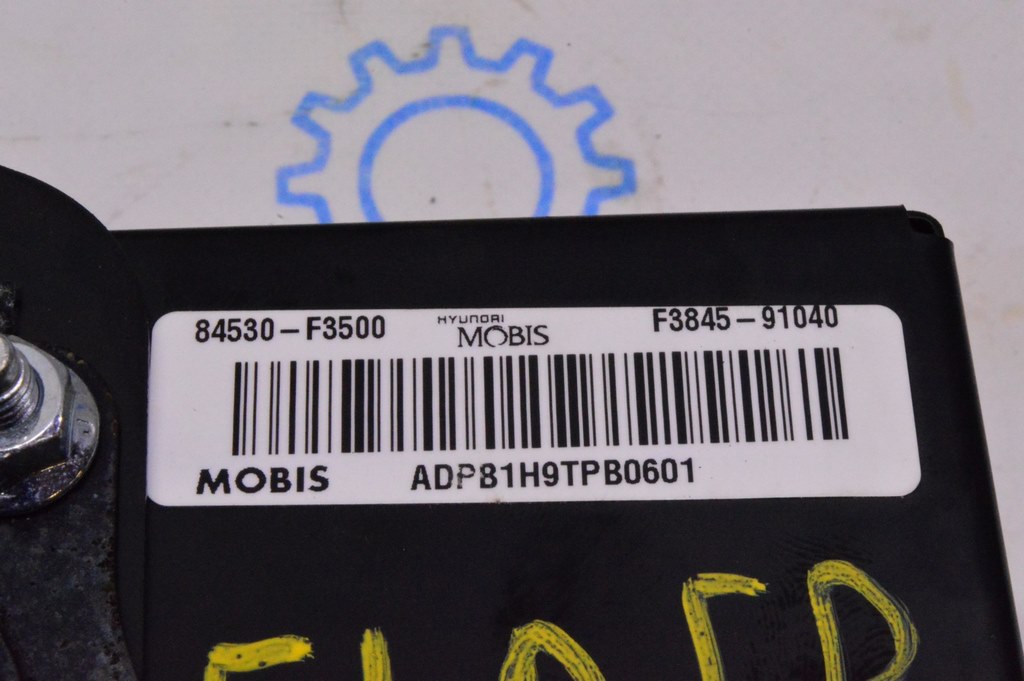 84530-F3500 HYUNDAI MOBIS F3845-91040
MOBIS ADP81H9TPB0601